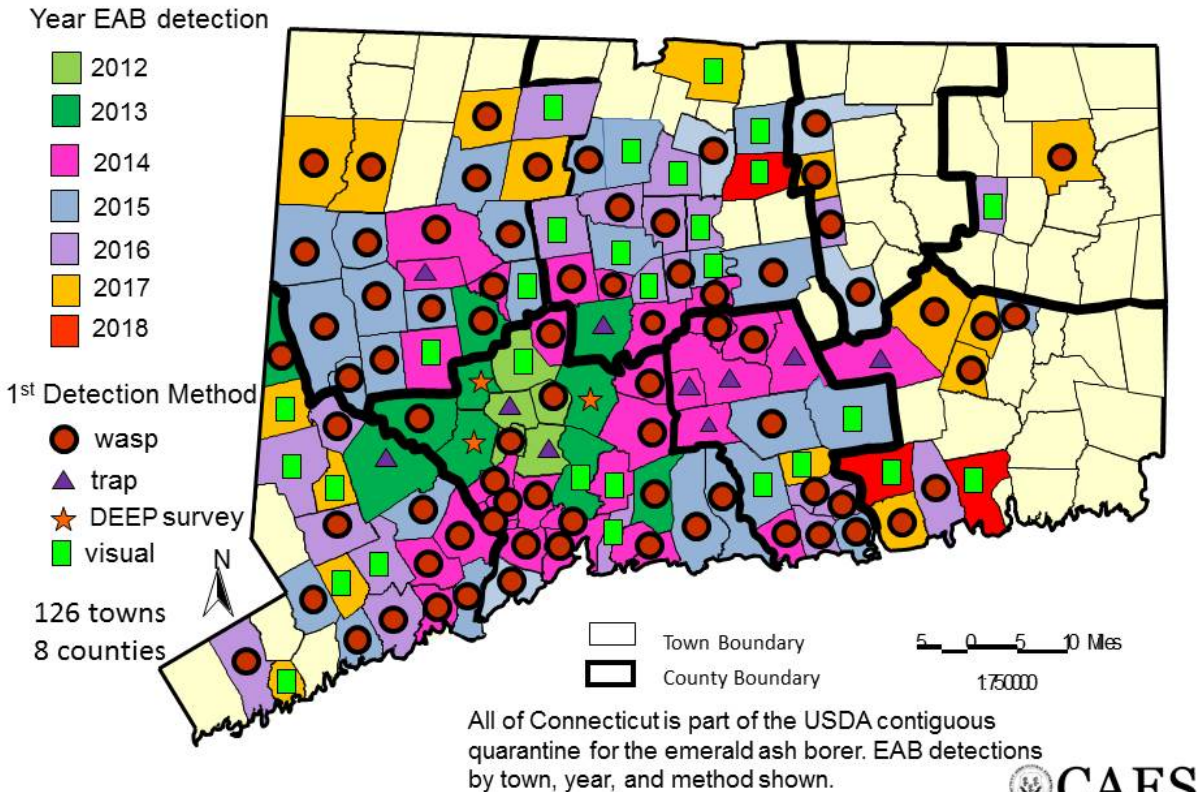 Year EAB detection
2012
2013
2014
2015
2016
2017
2018
1st Detection Method
wasp
trap
DEEP survey
visual
N
126 towns
8 counties
Town Boundary
County Boundary
5 0 5 10 Miles
1:750000
All of Connecticut is part of the USDA contiguous
quarantine for the emerald ash borer. EAB detections
by town, year, and method shown.
CAES